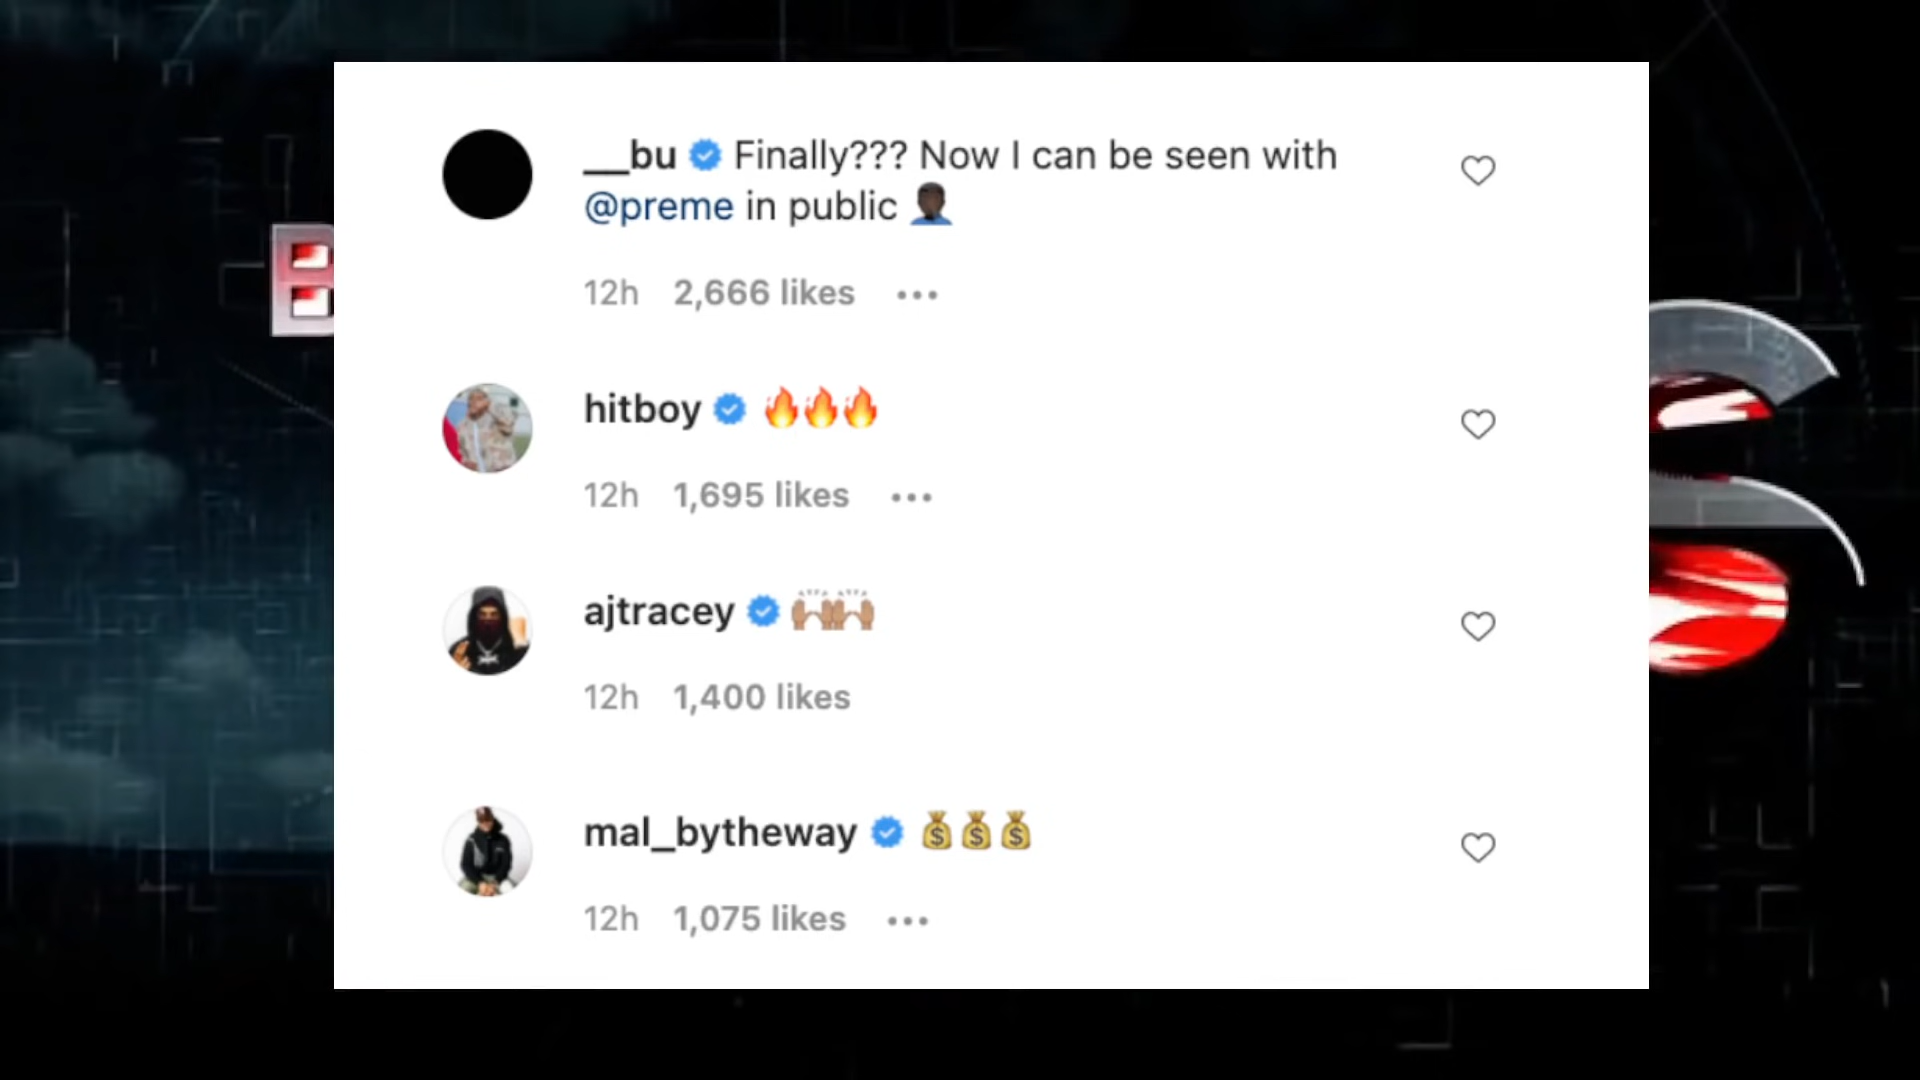 __bu Finally??? Now I can be seen with
@preme in public 🤦🏿‍♂️
12h 2,666 likes •••
hitboy 🔥🔥🔥
12h 1,695 likes •••
ajtracey 🙌🏽🙌🏽
12h 1,400 likes
mal_bytheway 💰💰💰
12h 1,075 likes •••
B